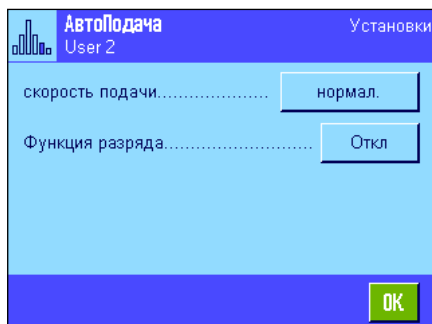 АвтоПодача
Установки
User 2
скорость подачи.................... нормал.
Функция разряда........................... Откл
OK